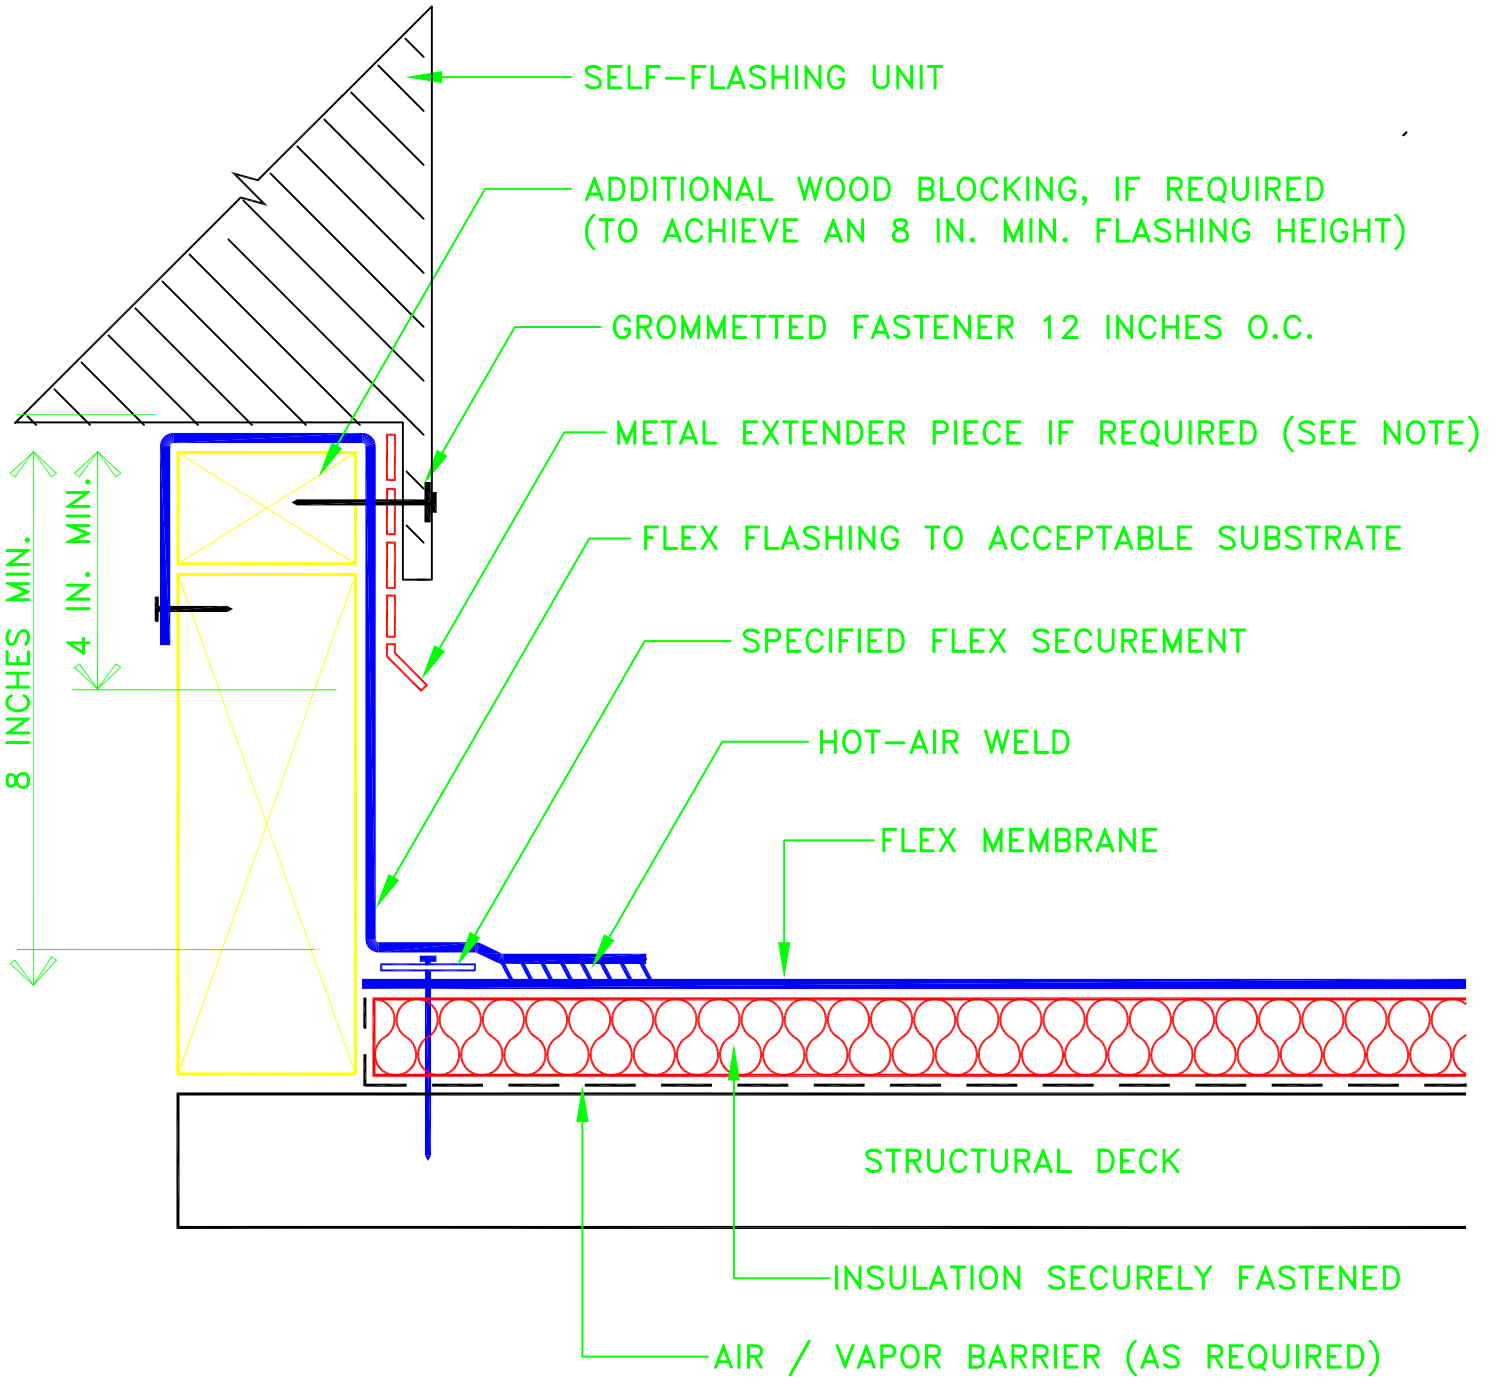 SELF-FLASHING UNIT
ADDITIONAL WOOD BLOCKING, IF REQUIRED
(TO ACHIEVE AN 8 IN. MIN. FLASHING HEIGHT)
GROMMETTED FASTENER 12 INCHES O.C.
METAL EXTENDER PIECE IF REQUIRED (SEE NOTE)
FLEX FLASHING TO ACCEPTABLE SUBSTRATE
SPECIFIED FLEX SECUREMENT
HOT-AIR WELD
FLEX MEMBRANE
8 INCHES MIN.
4 IN. MIN.
STRUCTURAL DECK
INSULATION SECURELY FASTENED
AIR / VAPOR BARRIER (AS REQUIRED)